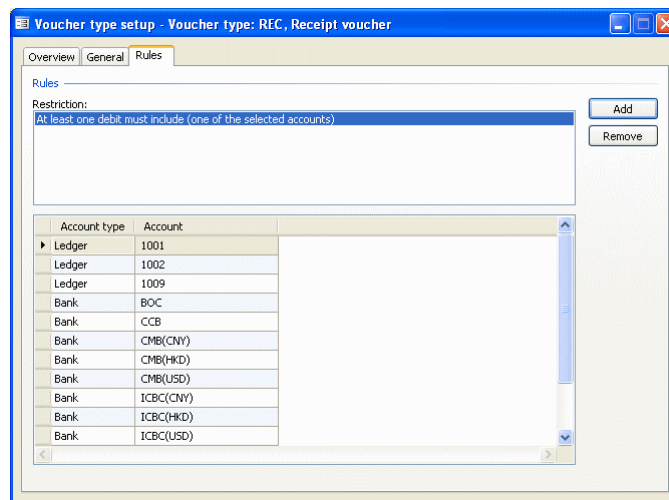 Voucher type setup - Voucher type: REC, Receipt voucher
Overview General Rules
Rules
Restriction:
At least one debit must include (one of the selected accounts)
Add
Remove
Account type Account
Ledger 1001
Ledger 1002
Ledger 1009
Bank BOC
Bank CCB
Bank CMB(CNY)
Bank CMB(HKD)
Bank CMB(USD)
Bank ICBC(CNY)
Bank ICBC(HKD)
Bank ICBC(USD)